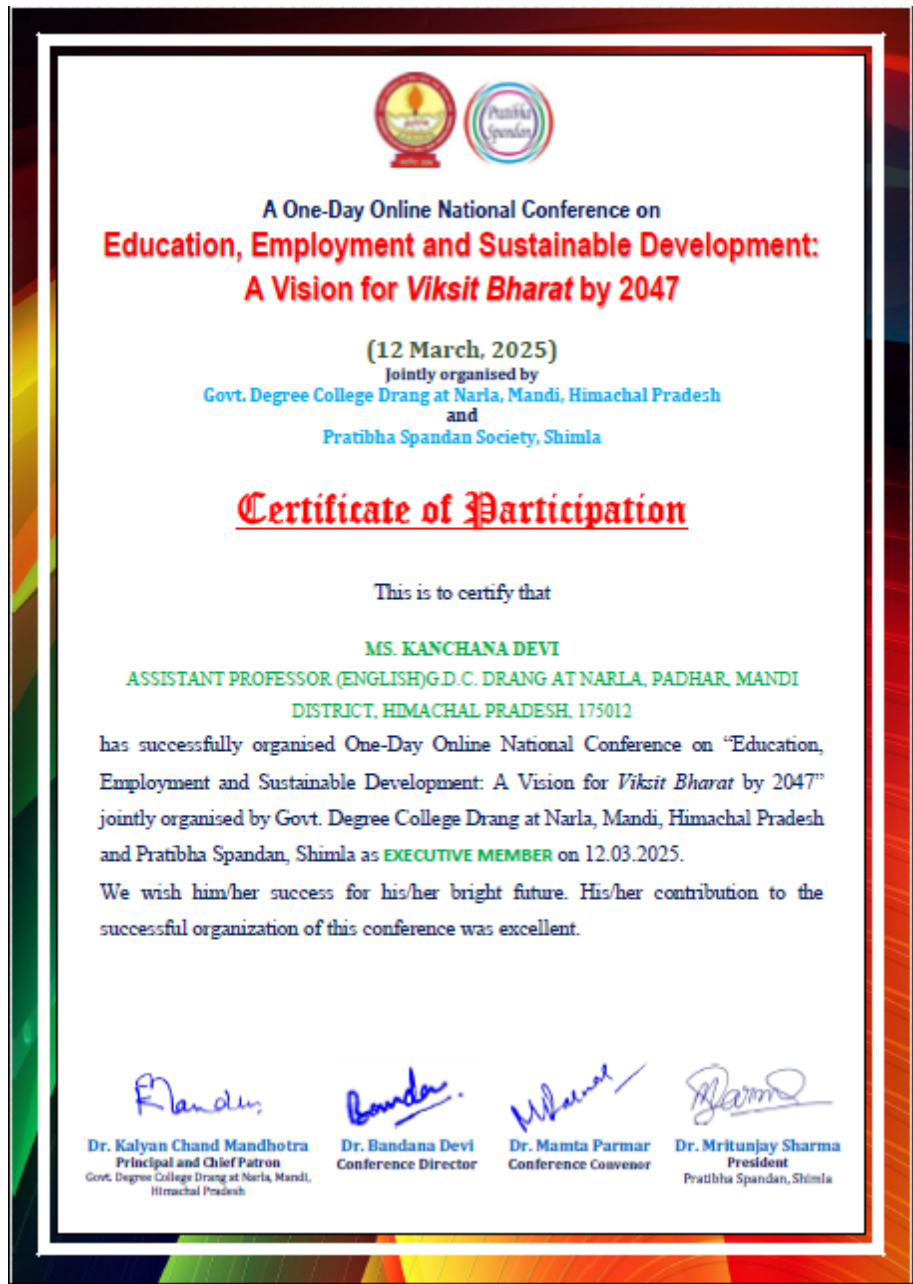 Pratibha
Spandan
A One-Day Online National Conference on
Education, Employment and Sustainable Development:
A Vision for Viksit Bharat by 2047
(12 March, 2025)
Jointly organised by
Govt. Degree College Drang at Narla, Mandi, Himachal Pradesh
and
Pratibha Spandan Society, Shimla
Certificate of Participation
This is to certify that
MS. KANCHANA DEVI
ASSISTANT PROFESSOR (ENGLISH)G.D.C. DRANG AT NARLA, PADHAR, MANDI
DISTRICT, HIMACHAL PRADESH, 175012
has successfully organised One-Day Online National Conference on “Education,
Employment and Sustainable Development: A Vision for Viksit Bharat by 2047”
jointly organised by Govt. Degree College Drang at Narla, Mandi, Himachal Pradesh
and Pratibha Spandan, Shimla as EXECUTIVE MEMBER on 12.03.2025.
We wish him/her success for his/her bright future. His/her contribution to the
successful organization of this conference was excellent.
Dr. Kalyan Chand Mandhotra
Principal and Chief Patron
Govt. Degree College Drang at Narla, Mandi,
Himachal Pradesh
Dr. Bandana Devi
Conference Director
Dr. Mamta Parmar
Conference Convenor
Dr. Mritunjay Sharma
President
Pratibha Spandan, Shimla